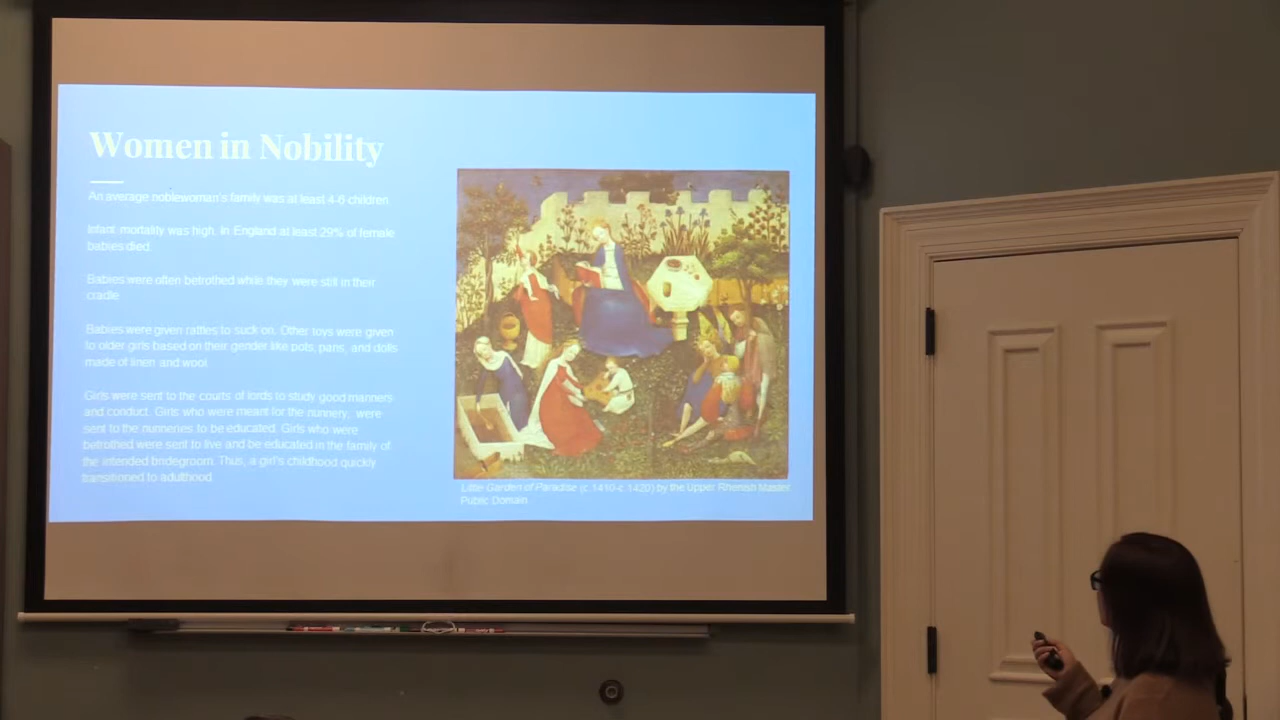 Women in Nobility
An average noblewoman's family was at least 4-6 children
Infant mortality was high. In England at least 29% of female
babies died.
Babies were often betrothed while they were still in their
cradle
Babies were given rattles to suck on. Other toys were given
to older girls based on their gender like pots, pans, and dolls
made of linen and wool
Girls were sent to the courts of lords to study good manners
and conduct. Girls who were meant for the nunnery, were
sent to the nunneries to be educated. Girls who were
betrothed were sent to live and be educated in the family of
the intended bridegroom. Thus, a girl's childhood quickly
transitioned to adulthood.
Little Garden of Paradise (c.1410-c.1420) by the Upper Rhenish Master
Public Domain